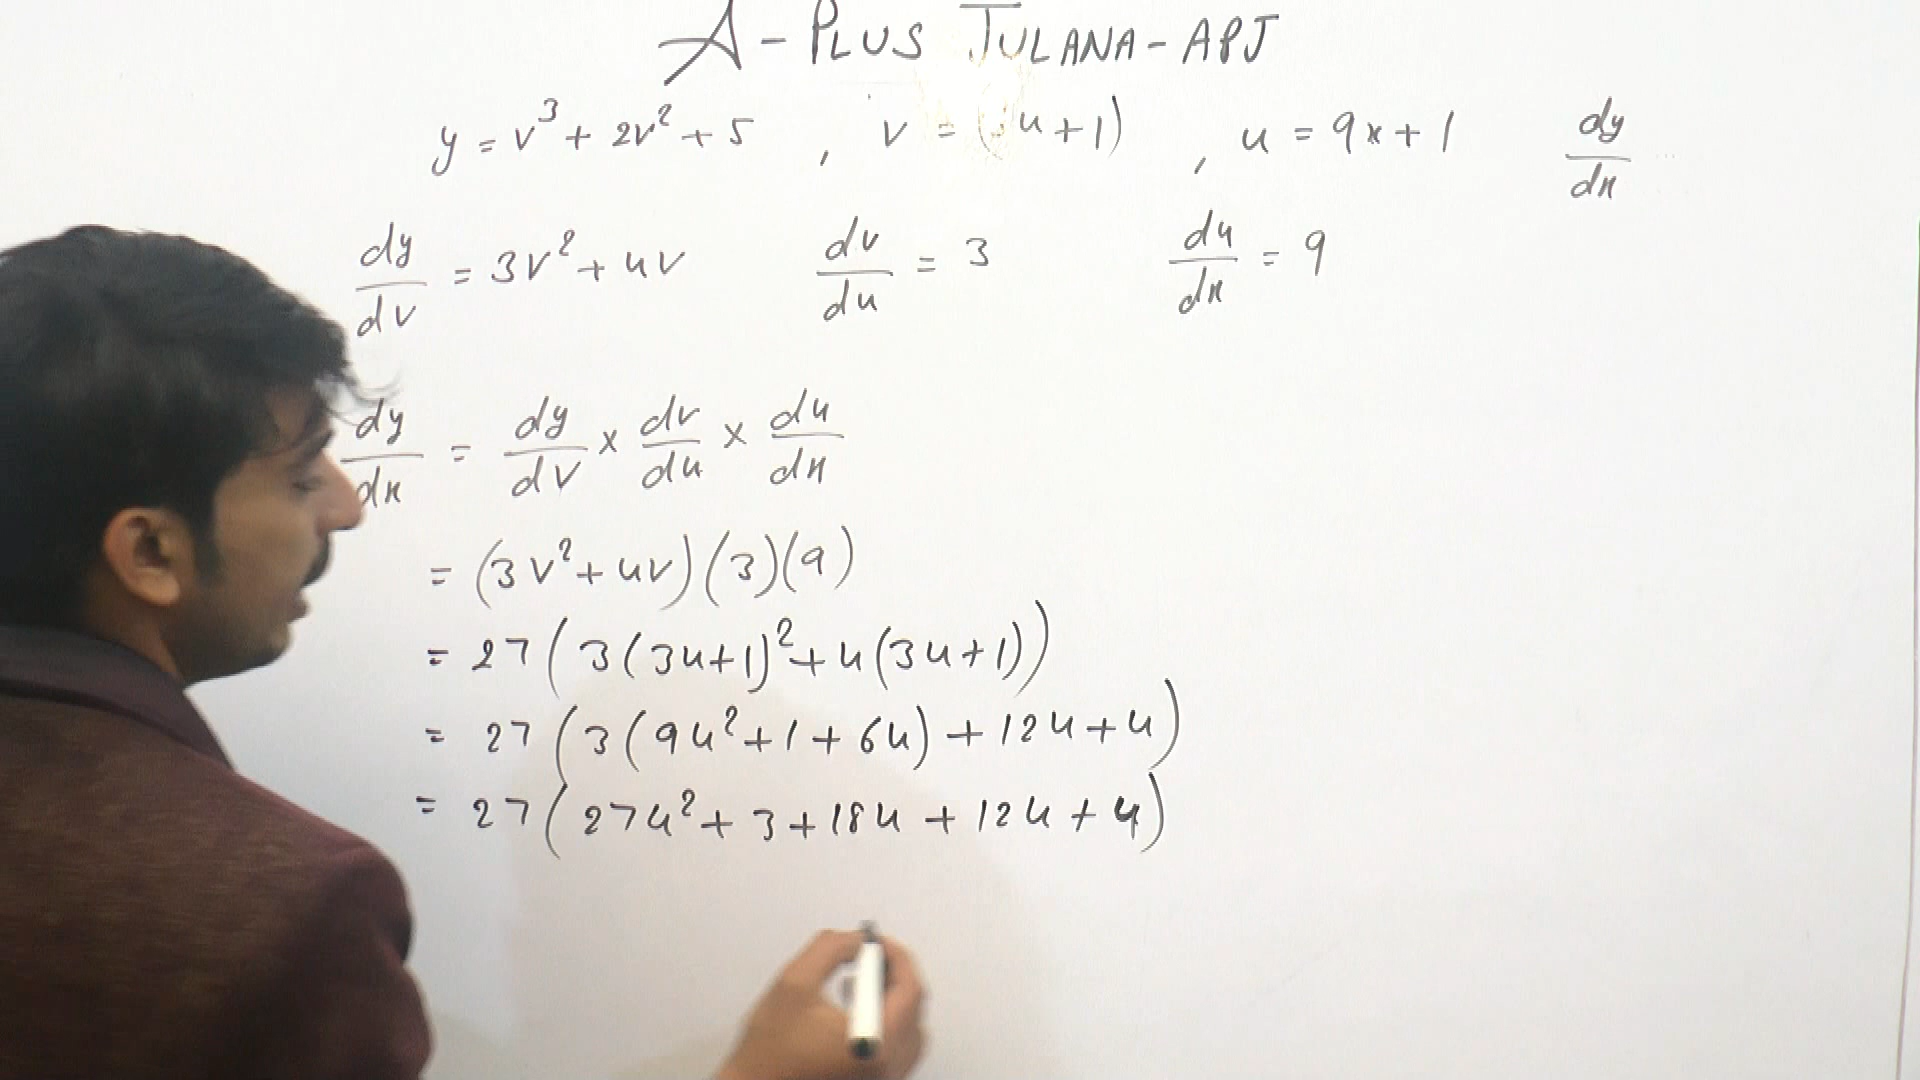 A-PLUS JULANA-APJ
y = v³ + 2v² + 5 , v = ( u + 1) , u = 9x + 1 dy/dx
dy/dv = 3v² + 4v dv/du = 3 du/dx = 9
dy/dx = dy/dv × dv/du × du/dx
= (3v² + 4v)(3)(9)
= 27(3(3u+1)² + 4(3u+1))
= 27(3(9u² + 1 + 6u) + 12u + 4)
= 27(27u² + 3 + 18u + 12u + 4)